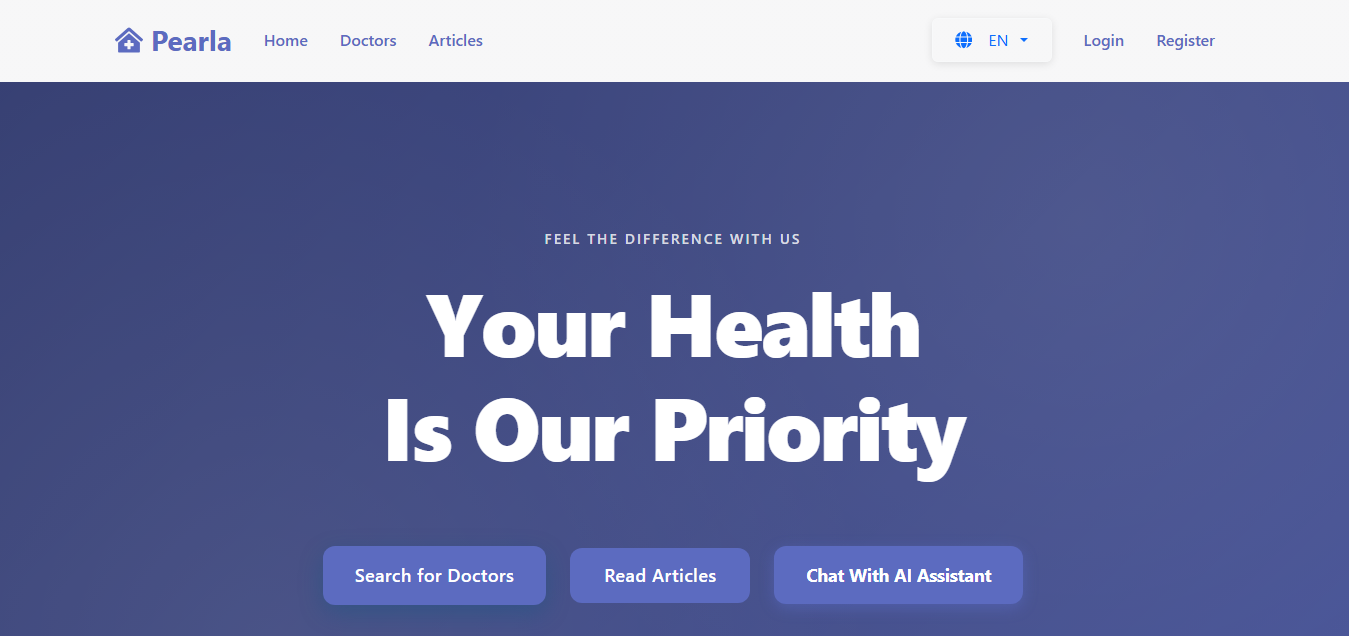 Pearla
Home
Doctors
Articles
EN
Login
Register
FEEL THE DIFFERENCE WITH US
Your Health
Is Our Priority
Search for Doctors
Read Articles
Chat With AI Assistant